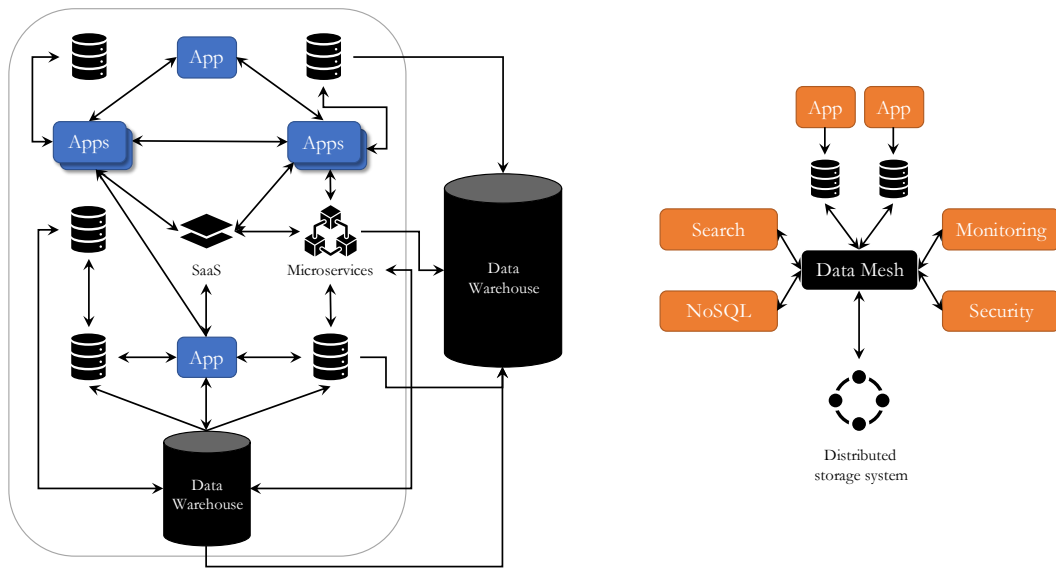 App
Apps
Apps
SaaS
Microservices
App
Data
Warehouse
Data
Warehouse
App
App
Search
Monitoring
Data Mesh
NoSQL
Security
Distributed
storage system